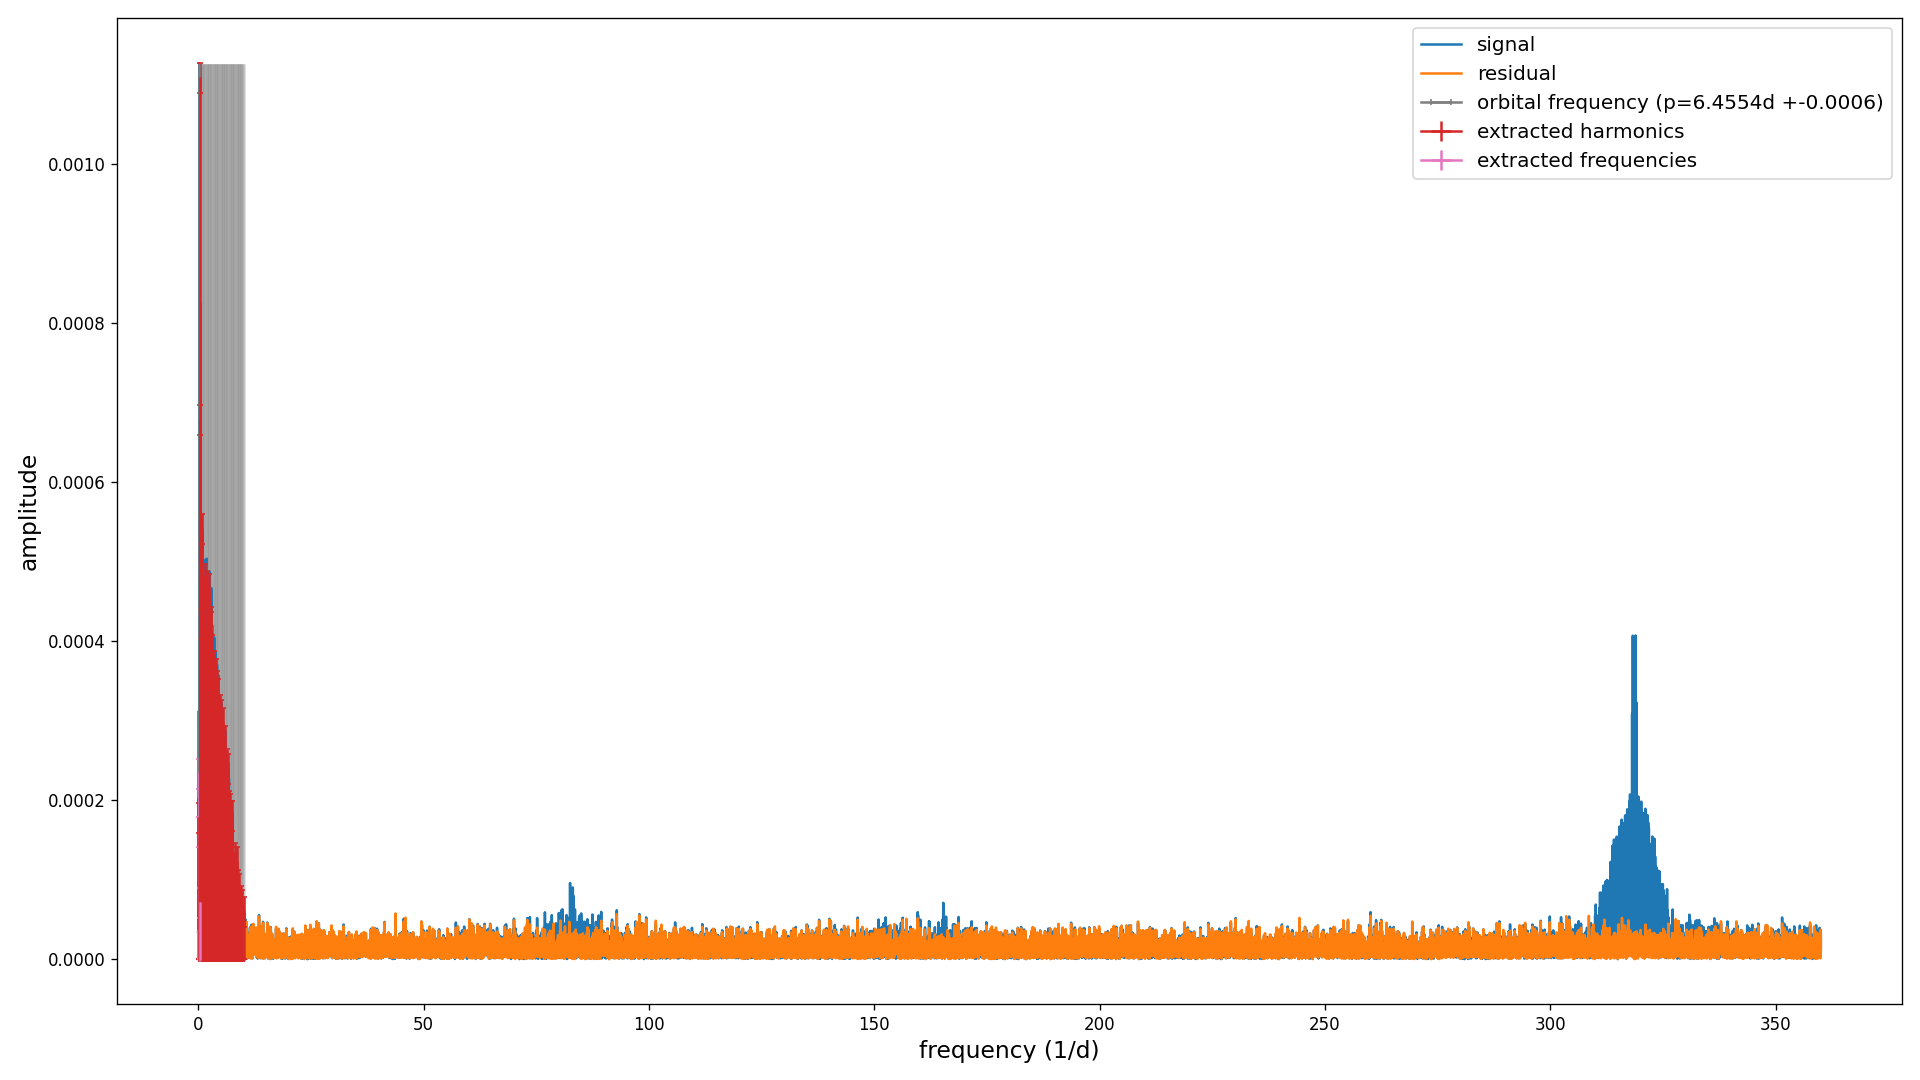 signal
residual
orbital frequency (p=6.4554d +-0.0006)
extracted harmonics
extracted frequencies
amplitude
0.0010
0.0008
0.0006
0.0004
0.0002
0.0000
0 50 100 150 200 250 300 350
frequency (1/d)